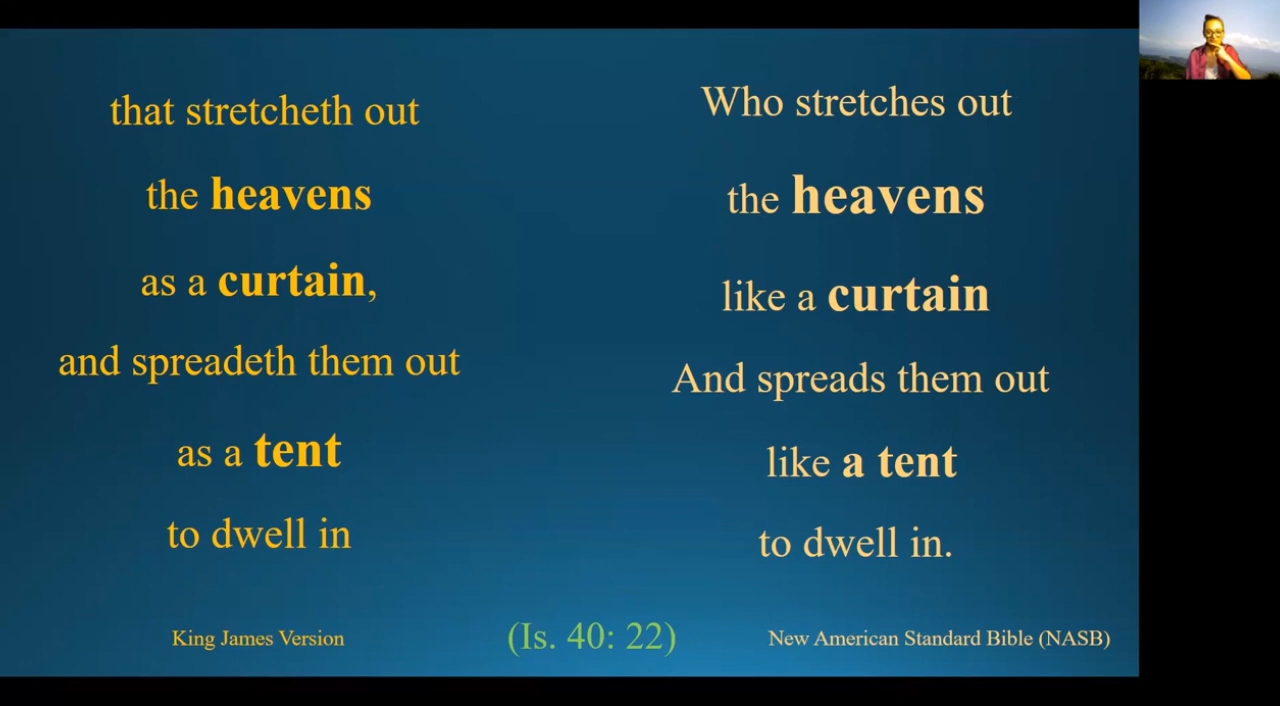 that stretcheth out
the heavens
as a curtain,
and spreadeth them out
as a tent
to dwell in
King James Version
Who stretches out
the heavens
like a curtain
And spreads them out
like a tent
to dwell in.
New American Standard Bible (NASB)
(Is. 40: 22)